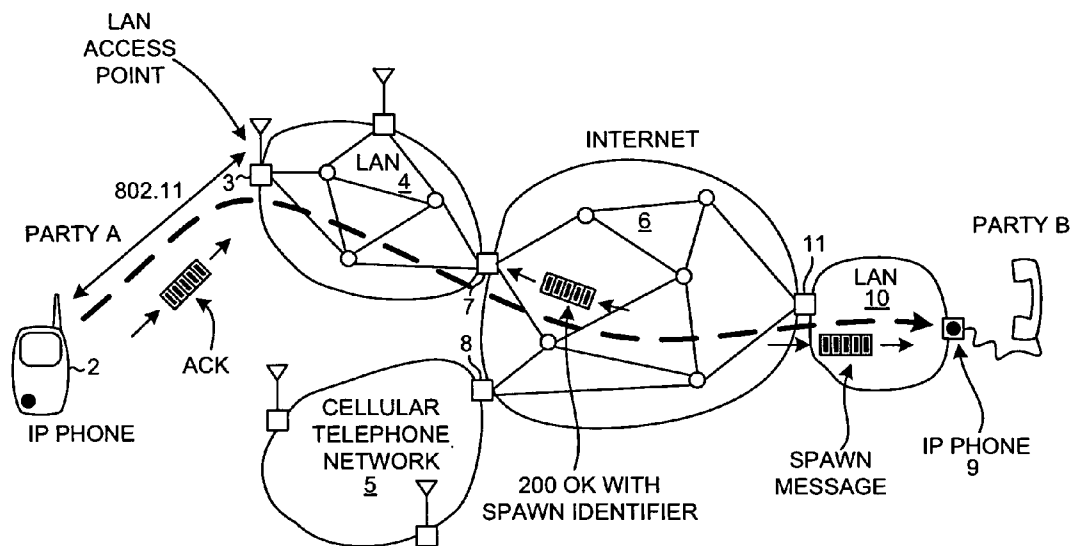 LAN
ACCESS
POINT
802.11
3
LAN
4
INTERNET
6
PARTY A
PARTY B
11
LAN
10
7
ACK
2
IP PHONE
8
CELLULAR
TELEPHONE
NETWORK
5
200 OK WITH
SPAWN IDENTIFIER
SPAWN
MESSAGE
IP PHONE
9